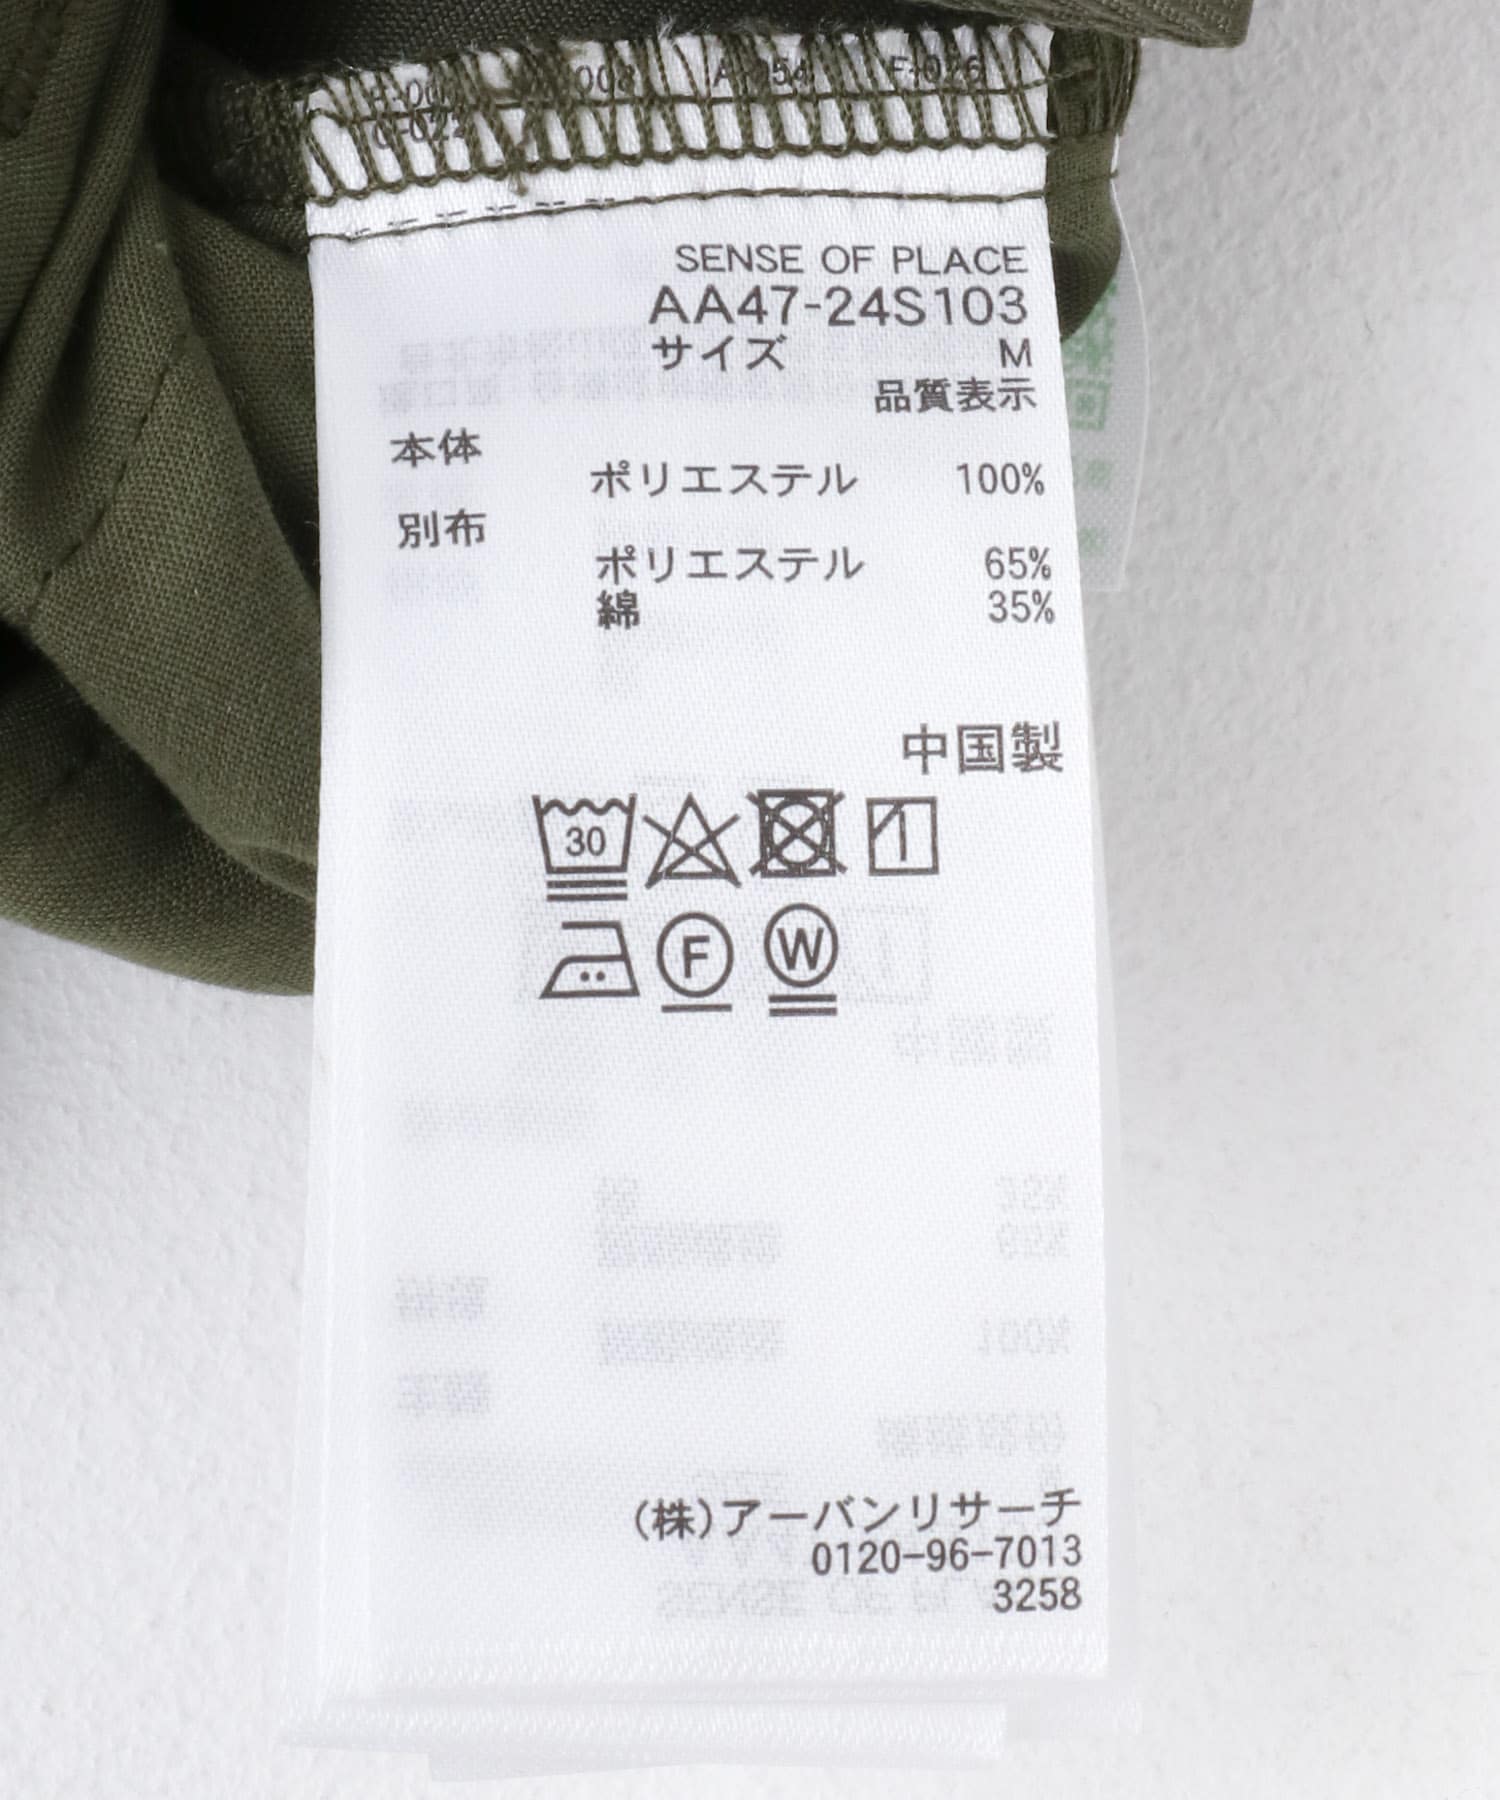 SENSE OF PLACE
AA47-24S103
サイズ M
品質表示
本体
ポリエステル 100%
別布
ポリエステル 65%
綿 35%
中国製
30
F W
(株)アーバンリサーチ
0120-96-7013
3258